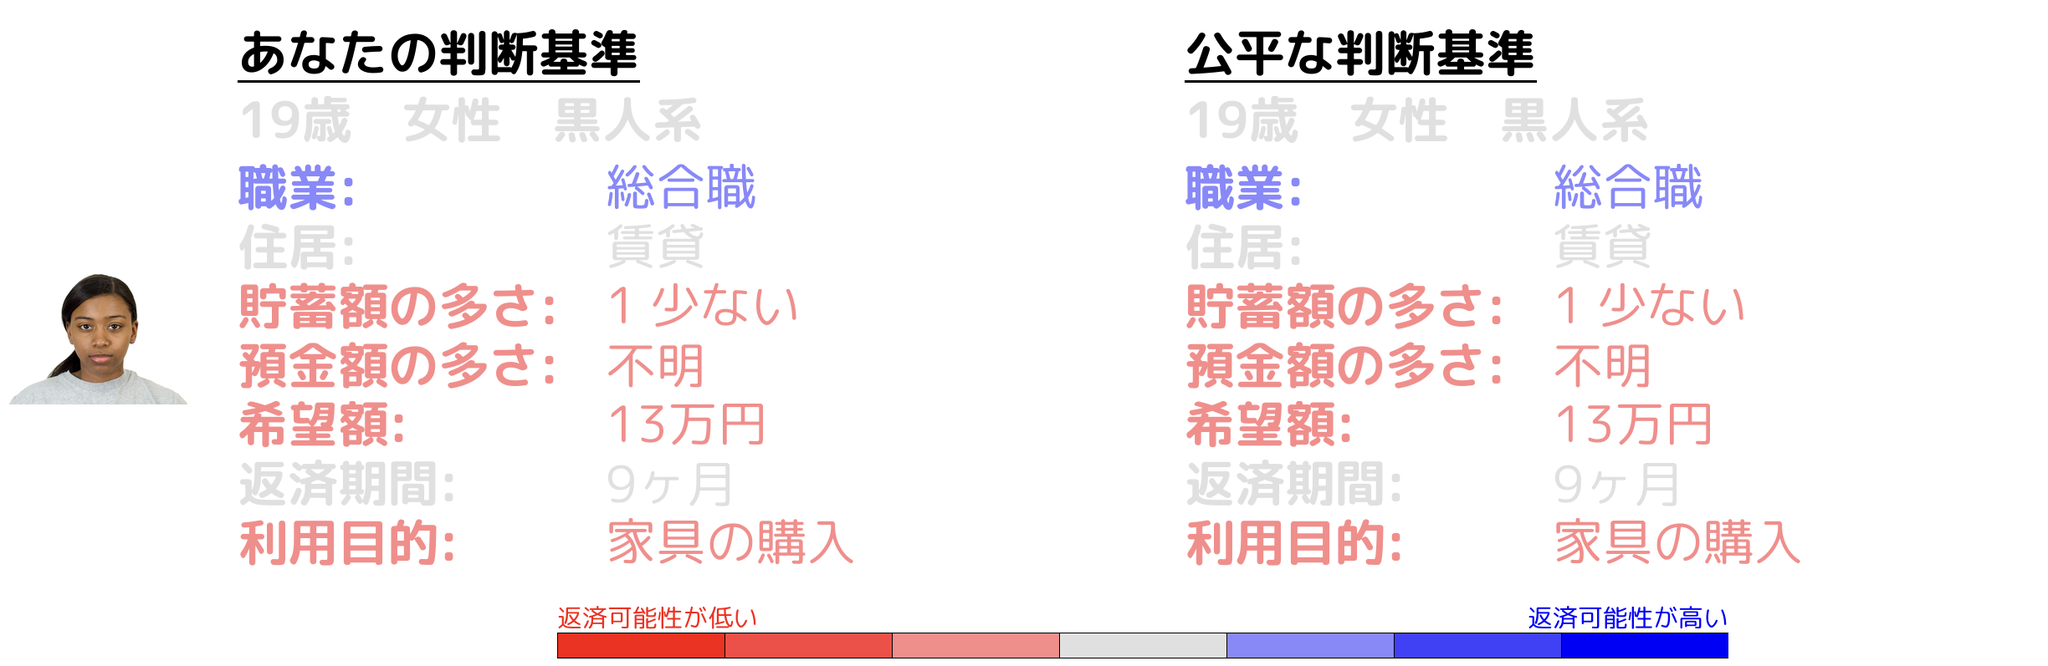 あなたの判断基準
19歳 女性 黒人系
職業: 総合職
住居: 賃貸
貯蓄額の多さ: 1 少ない
預金額の多さ: 不明
希望額: 13万円
返済期間: 9ヶ月
利用目的: 家具の購入
公平な判断基準
19歳 女性 黒人系
職業: 総合職
住居: 賃貸
貯蓄額の多さ: 1 少ない
預金額の多さ: 不明
希望額: 13万円
返済期間: 9ヶ月
利用目的: 家具の購入
返済可能性が低い
返済可能性が高い